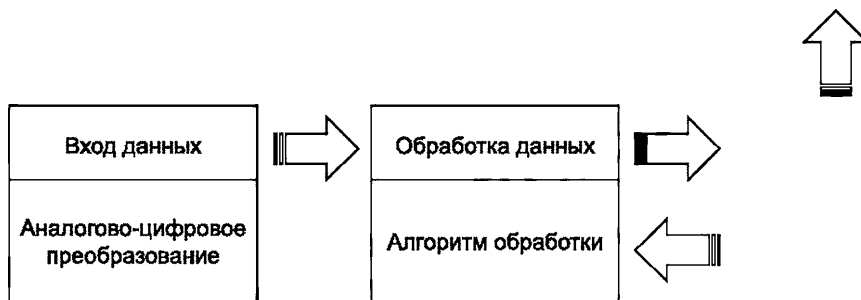 Вход данных
Обработка данных
Аналогово-цифровое
преобразование
Алгоритм обработки